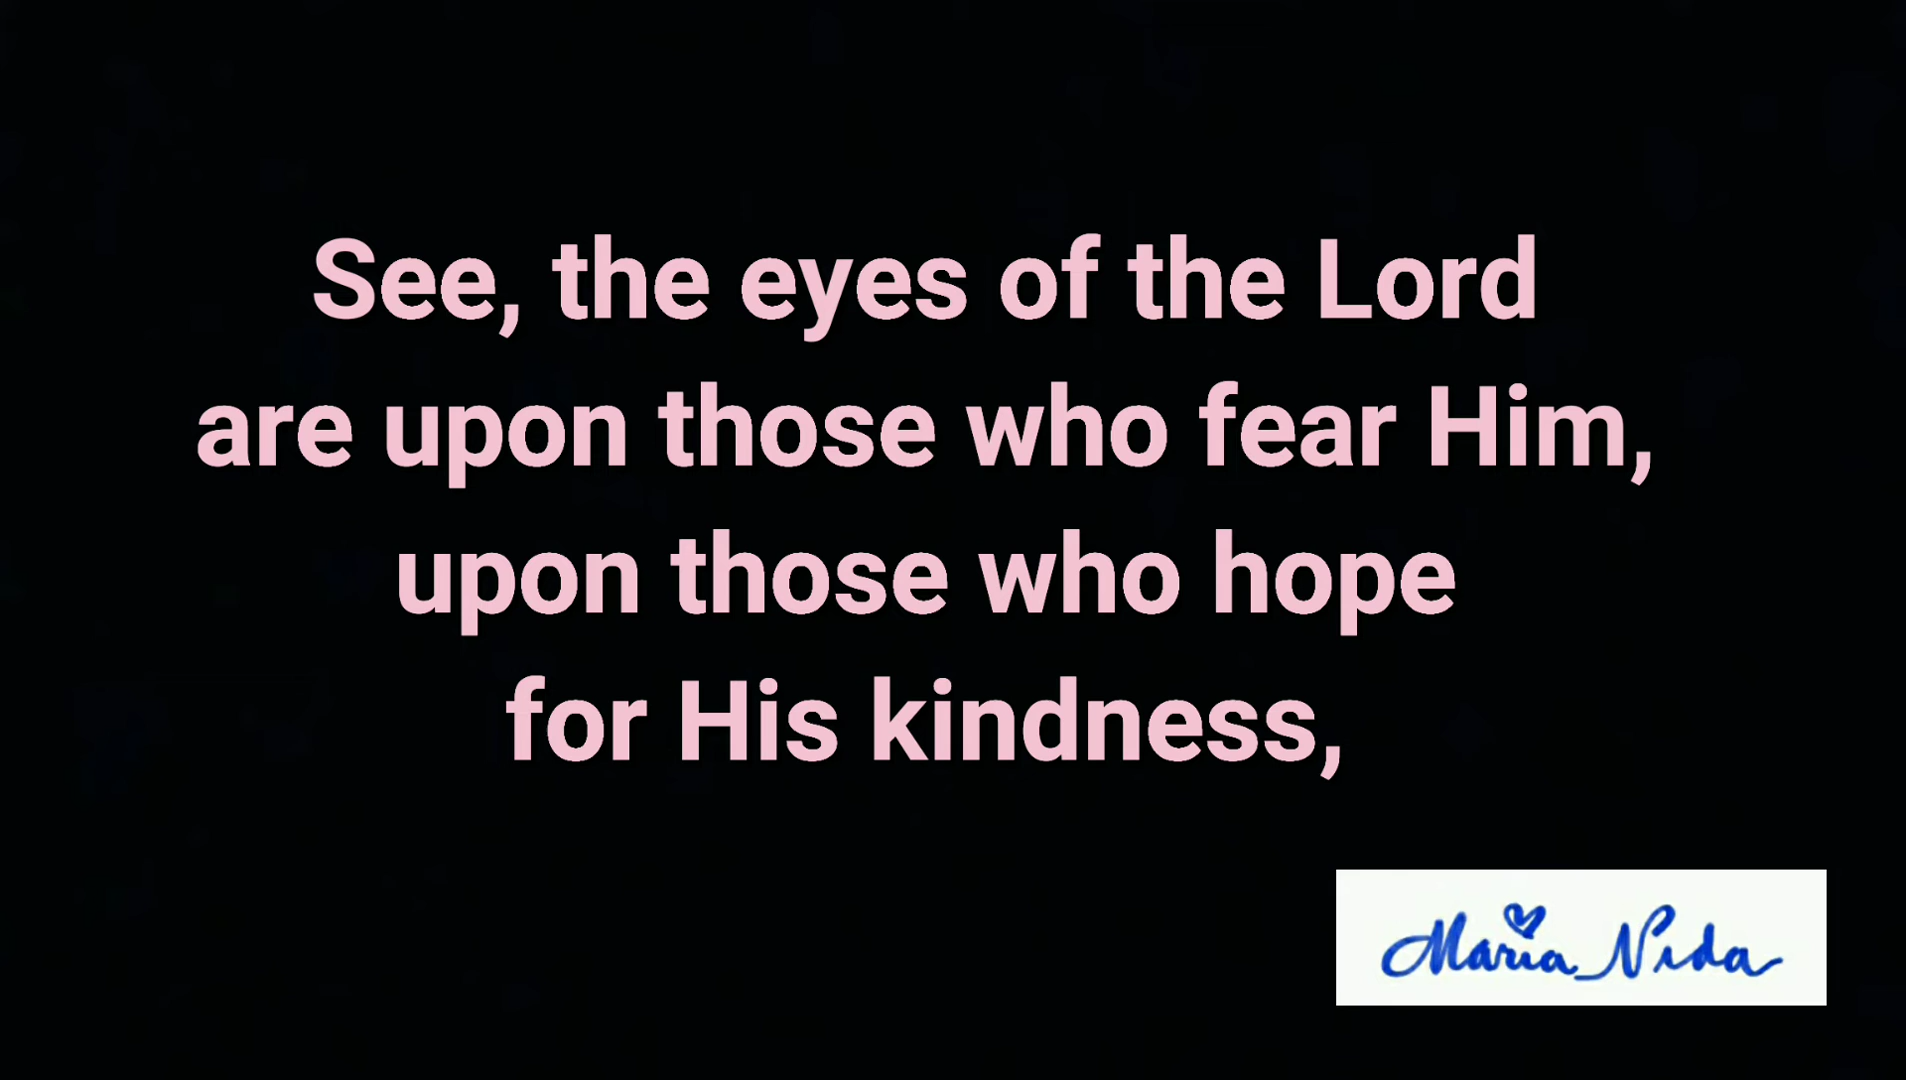 See, the eyes of the Lord
are upon those who fear Him,
upon those who hope
for His kindness,
Maria Nida